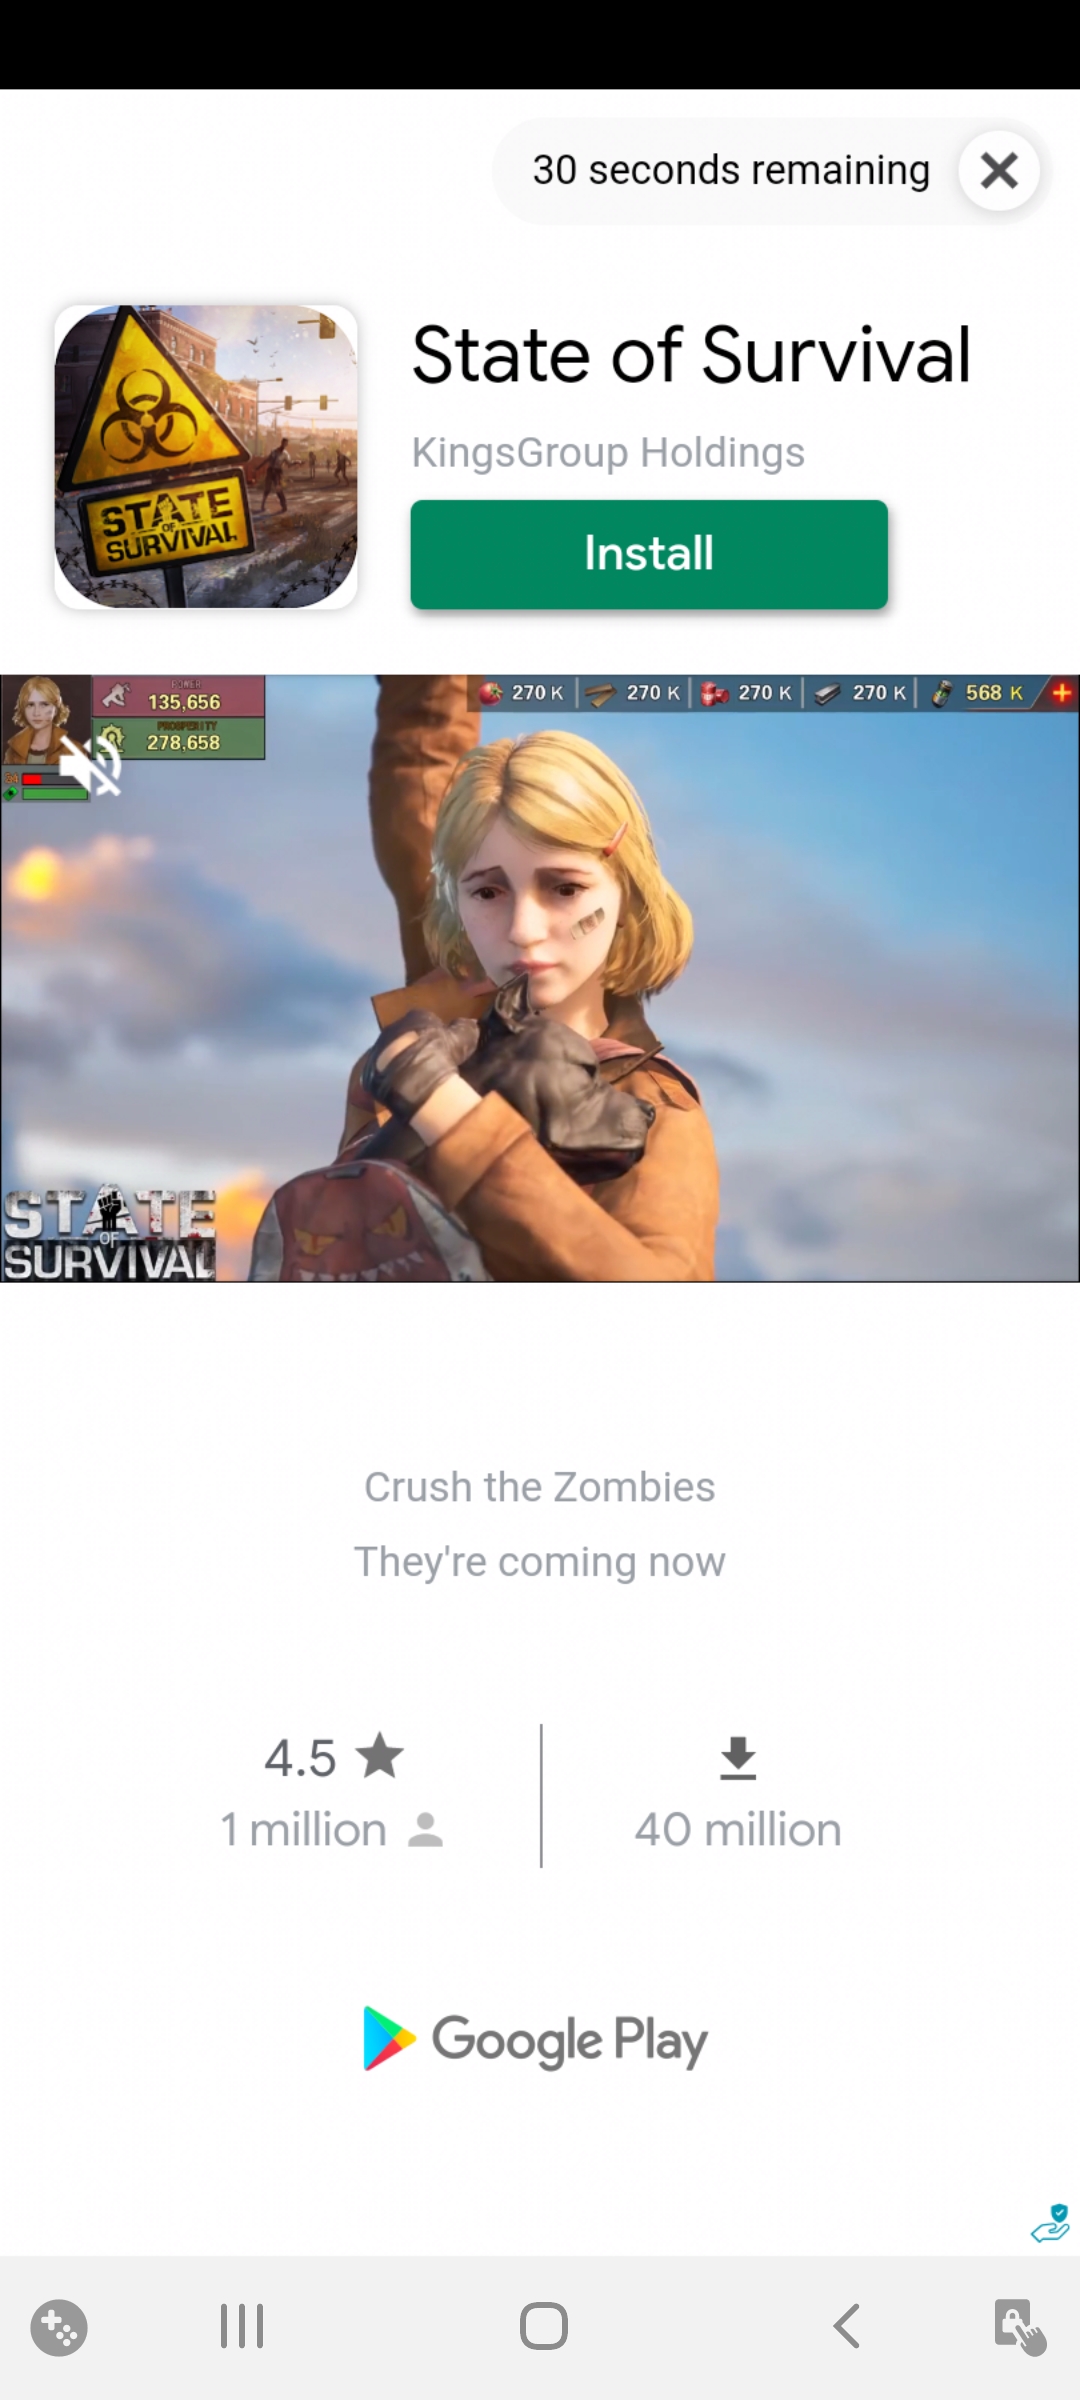 30 seconds remaining
State of Survival
KingsGroup Holdings
STATE
OF
SURVIVAL
Install
POWER
135,656
PROSPERITY
278,658
270 K
270 K
270 K
270 K
568 K
STATE
OF
SURVIVAL
Crush the Zombies
They're coming now
4.5
1 million
40 million
Google Play